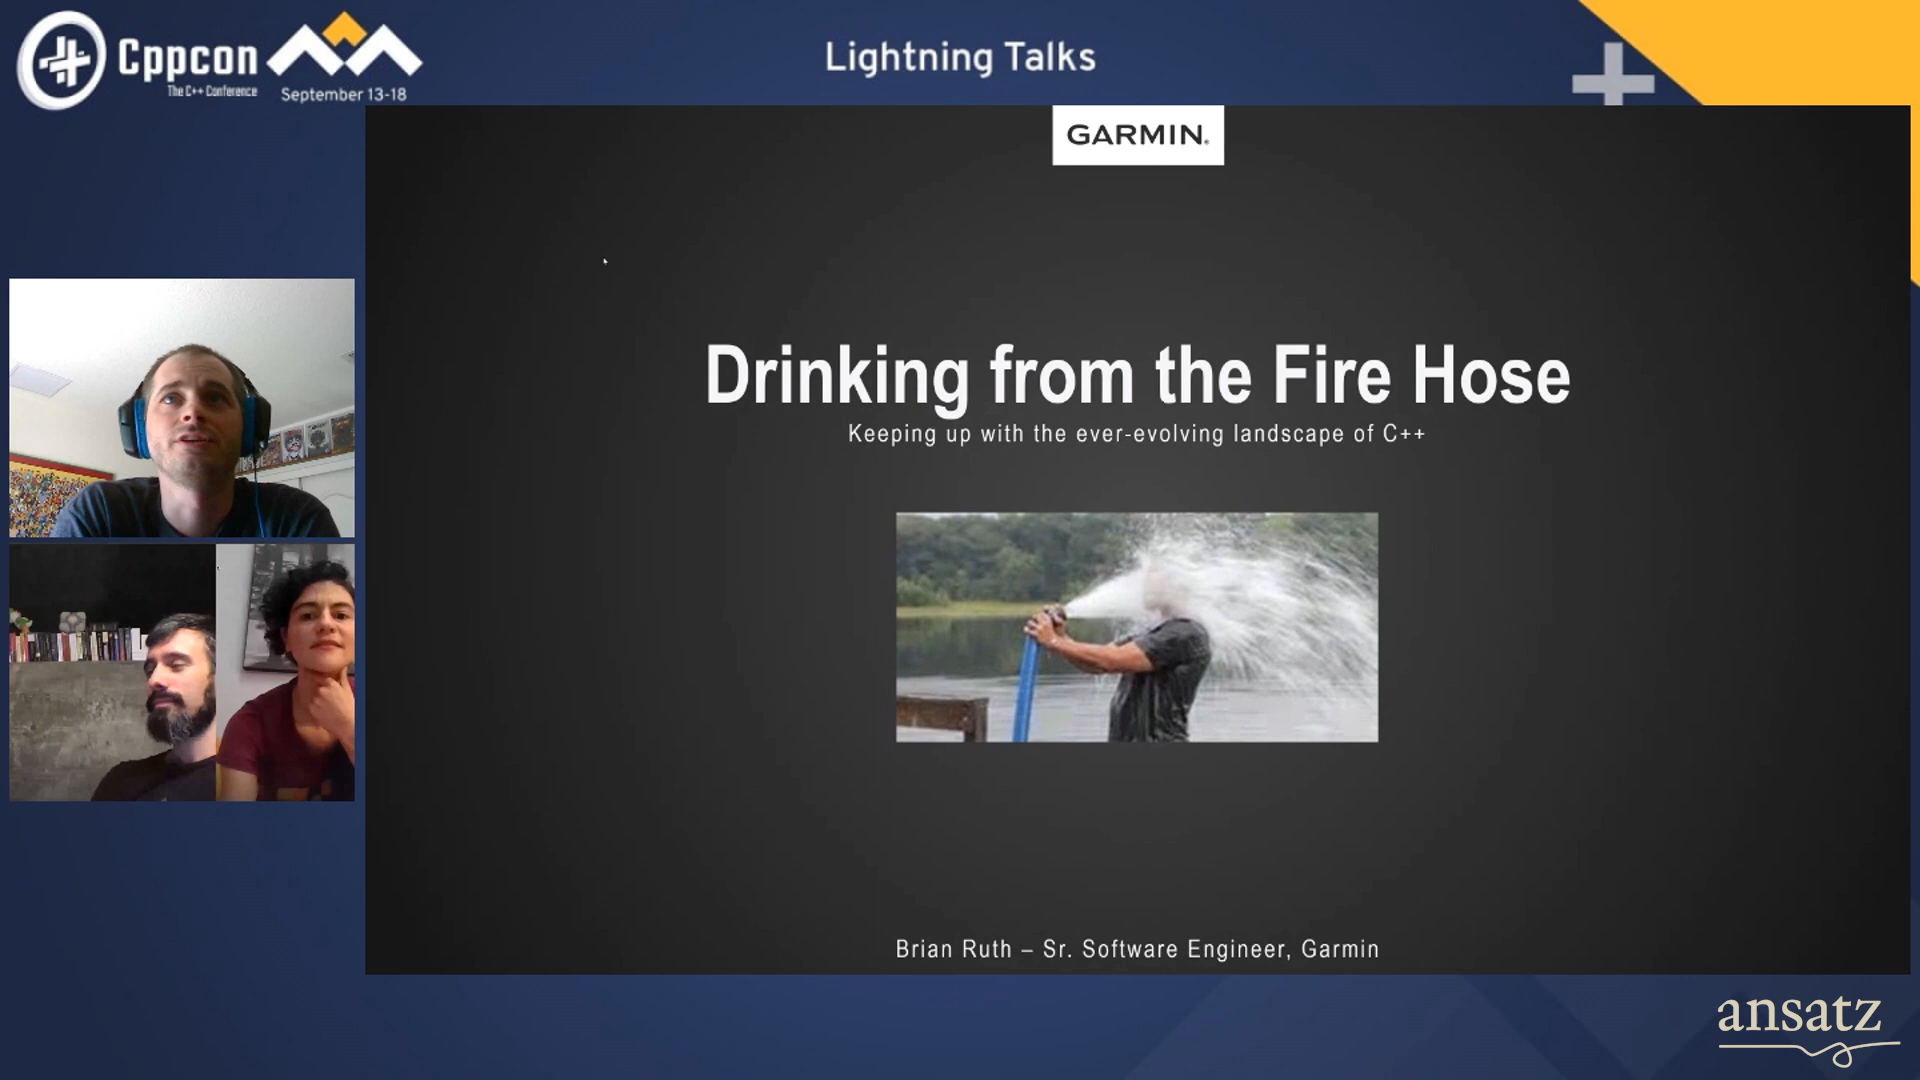 Cppcon
The C++ Conference
September 13-18
Lightning Talks
GARMIN
Drinking from the Fire Hose
Keeping up with the ever-evolving landscape of C++
Brian Ruth – Sr. Software Engineer, Garmin
ansatz